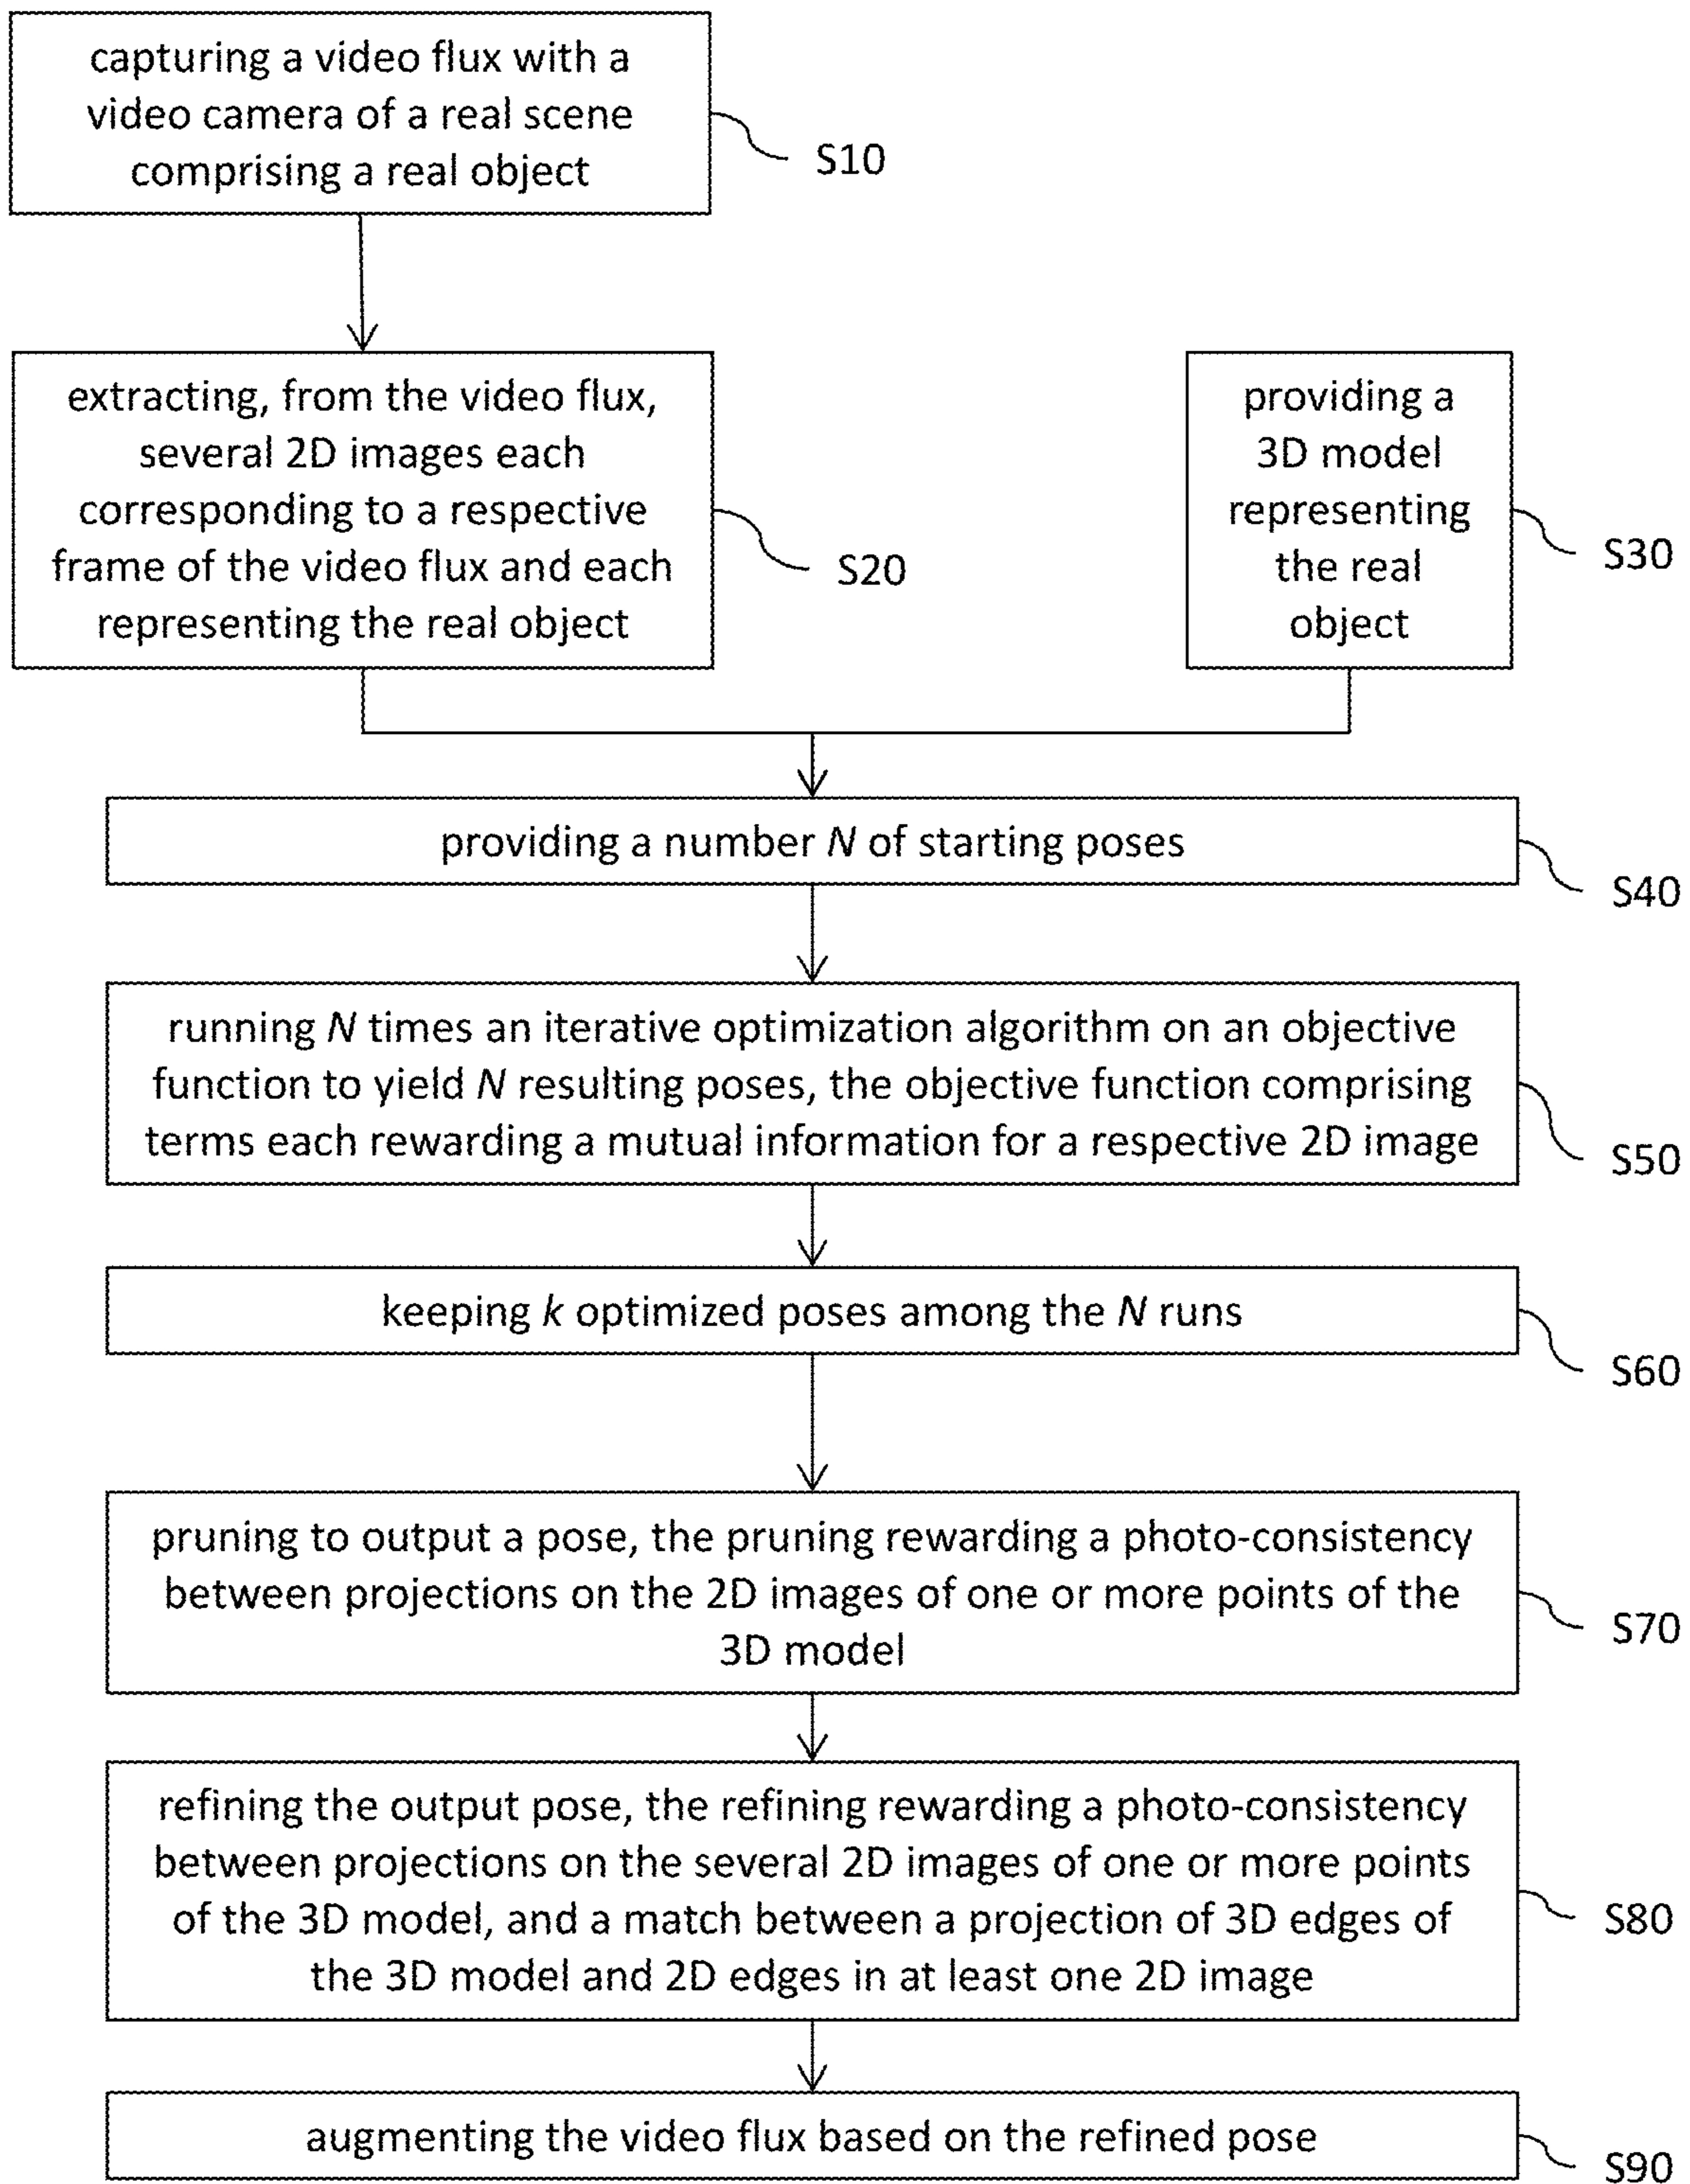 capturing a video flux with a
video camera of a real scene
comprising a real object
S10
extracting, from the video flux,
several 2D images each
corresponding to a respective
frame of the video flux and each
representing the real object
S20
providing a
3D model
representing
the real
object
S30
providing a number N of starting poses
S40
running N times an iterative optimization algorithm on an objective
function to yield N resulting poses, the objective function comprising
terms each rewarding a mutual information for a respective 2D image
S50
keeping k optimized poses among the N runs
S60
pruning to output a pose, the pruning rewarding a photo-consistency
between projections on the 2D images of one or more points of the
3D model
S70
refining the output pose, the refining rewarding a photo-consistency
between projections on the several 2D images of one or more points
of the 3D model, and a match between a projection of 3D edges of
the 3D model and 2D edges in at least one 2D image
S80
augmenting the video flux based on the refined pose
S90